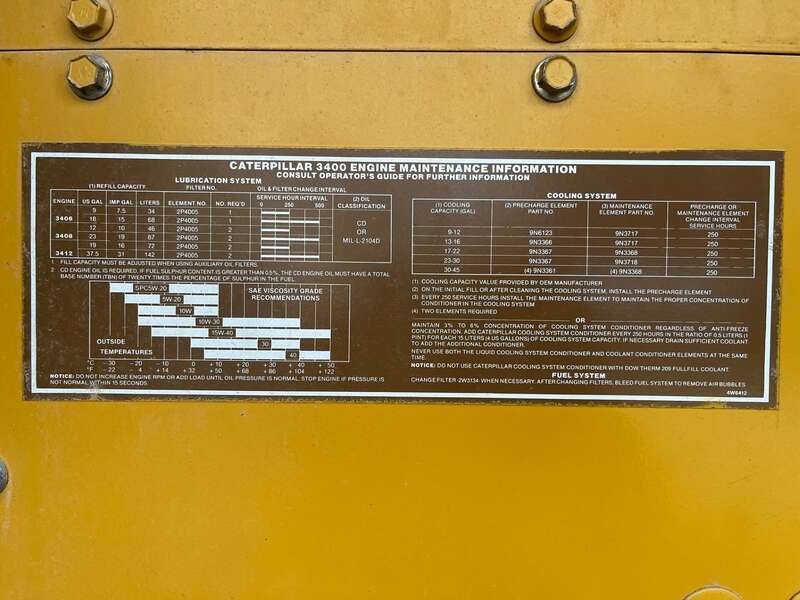 CATERPILLAR 3400 ENGINE MAINTENANCE INFORMATION
CONSULT OPERATOR'S GUIDE FOR FURTHER INFORMATION
LUBRICATION SYSTEM
(1) REFILL CAPACITY FILTER NO. OIL & FILTER CHANGE INTERVAL
ENGINE US GAL IMP GAL LITERS ELEMENT NO. NO. REQ'D SERVICE HOUR INTERVAL (2) OIL CLASSIFICATION
0 250 500
9 7.5 34 2P4005 1
3406 18 15 68 2P4005 1 CD
12 10 46 2P4005 2 OR
3408 23 19 87 2P4005 2 MIL-L-2104D
19 16 72 2P4005 2
3412 37.5 31 142 2P4005 2
1 FILL CAPACITY MUST BE ADJUSTED WHEN USING AUXILIARY OIL FILTERS.
2 CD ENGINE OIL IS REQUIRED. IF FUEL SULPHUR CONTENT IS GREATER THAN 0.5%, THE CD ENGINE OIL MUST HAVE A TOTAL
BASE NUMBER (TBN) OF TWENTY TIMES THE PERCENTAGE OF SULPHUR IN THE FUEL.
SAE VISCOSITY GRADE
RECOMMENDATIONS
SPC5W-20
5W-20
10W
10W-30
15W-40
30
40
OUTSIDE
TEMPERATURES
°C -30 -20 -10 0 +10 +20 +30 +40 +50
°F -22 -4 +14 +32 +50 +68 +86 +104 +122
NOTICE: DO NOT INCREASE ENGINE RPM OR ADD LOAD UNTIL OIL PRESSURE IS NORMAL. STOP ENGINE IF PRESSURE IS
NOT NORMAL WITHIN 15 SECONDS.
COOLING SYSTEM
(1) COOLING CAPACITY (GAL) (2) PRECHARGE ELEMENT PART NO. (3) MAINTENANCE ELEMENT PART NO. PRECHARGE OR MAINTENANCE ELEMENT CHANGE INTERVAL SERVICE HOURS
9-12 9N6123 9N3717 250
13-16 9N3366 9N3717 250
17-22 9N3367 9N3368 250
23-30 9N3367 9N3718 250
30-45 (4) 9N3361 (4) 9N3368 250
(1) COOLING CAPACITY VALUE PROVIDED BY OEM MANUFACTURER
(2) ON THE INITIAL FILL OR AFTER CLEANING THE COOLING SYSTEM, INSTALL THE PRECHARGE ELEMENT
(3) EVERY 250 SERVICE HOURS INSTALL THE MAINTENANCE ELEMENT TO MAINTAIN THE PROPER CONCENTRATION OF
CONDITIONER IN THE COOLING SYSTEM
(4) TWO ELEMENTS REQUIRED
OR
MAINTAIN 3% TO 6% CONCENTRATION OF COOLING SYSTEM CONDITIONER REGARDLESS OF ANTI-FREEZE
CONCENTRATION. ADD CATERPILLAR COOLING SYSTEM CONDITIONER EVERY 250 HOURS IN THE RATIO OF 0.5 LITERS (1
PINT) FOR EACH 15 LITERS (4 US GALLONS) OF COOLING SYSTEM CAPACITY. IF NECESSARY DRAIN SUFFICIENT COOLANT
TO ADD THE ADDITIONAL CONDITIONER.
NEVER USE BOTH THE LIQUID COOLING SYSTEM CONDITIONER AND COOLANT CONDITIONER ELEMENTS AT THE SAME
TIME.
NOTICE: DO NOT USE CATERPILLAR COOLING SYSTEM CONDITIONER WITH DOW THERM 209 FULLFILL COOLANT.
FUEL SYSTEM
CHANGE FILTER -2W3134- WHEN NECESSARY. AFTER CHANGING FILTERS, BLEED FUEL SYSTEM TO REMOVE AIR BUBBLES
4W6412